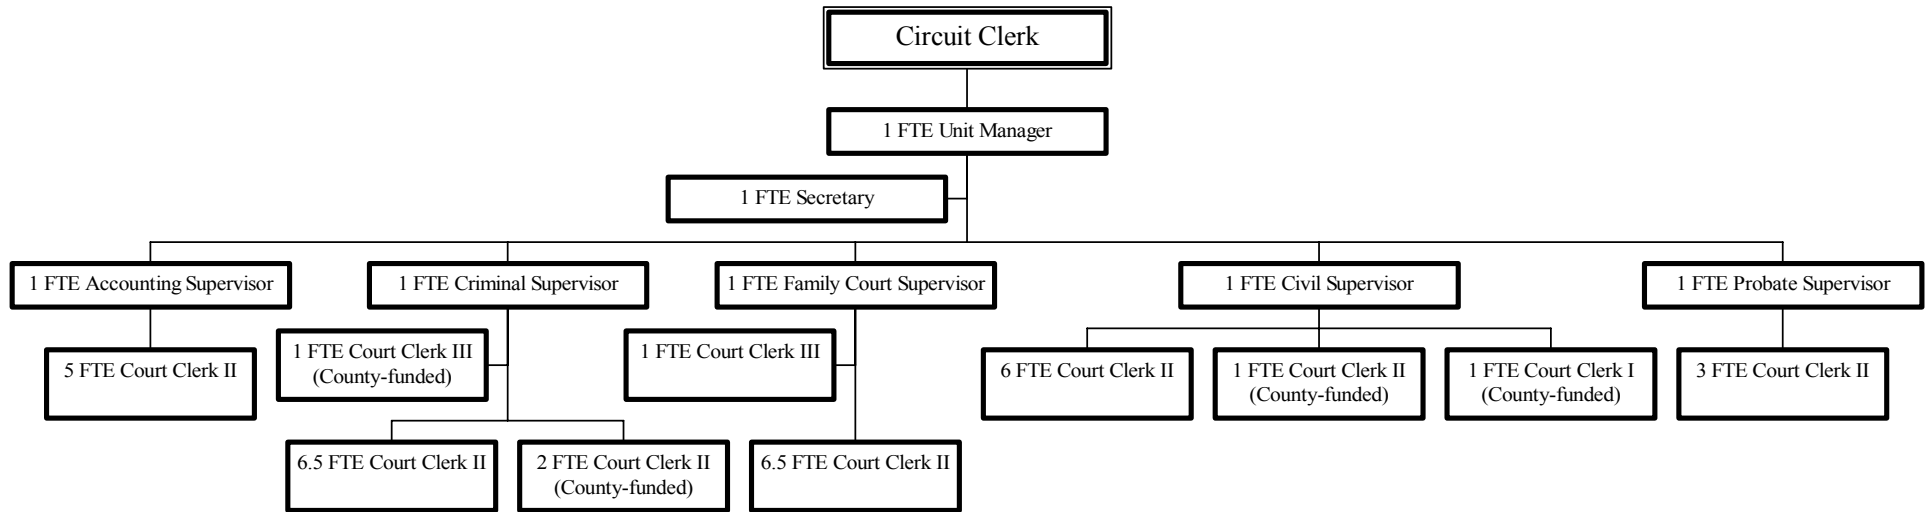 Circuit Clerk
1 FTE Unit Manager
1 FTE Secretary
1 FTE Accounting Supervisor
1 FTE Criminal Supervisor
1 FTE Family Court Supervisor
1 FTE Civil Supervisor
1 FTE Probate Supervisor
5 FTE Court Clerk II
1 FTE Court Clerk III
(County-funded)
1 FTE Court Clerk III
6 FTE Court Clerk II
1 FTE Court Clerk II
(County-funded)
1 FTE Court Clerk I
(County-funded)
3 FTE Court Clerk II
6.5 FTE Court Clerk II
2 FTE Court Clerk II
(County-funded)
6.5 FTE Court Clerk II